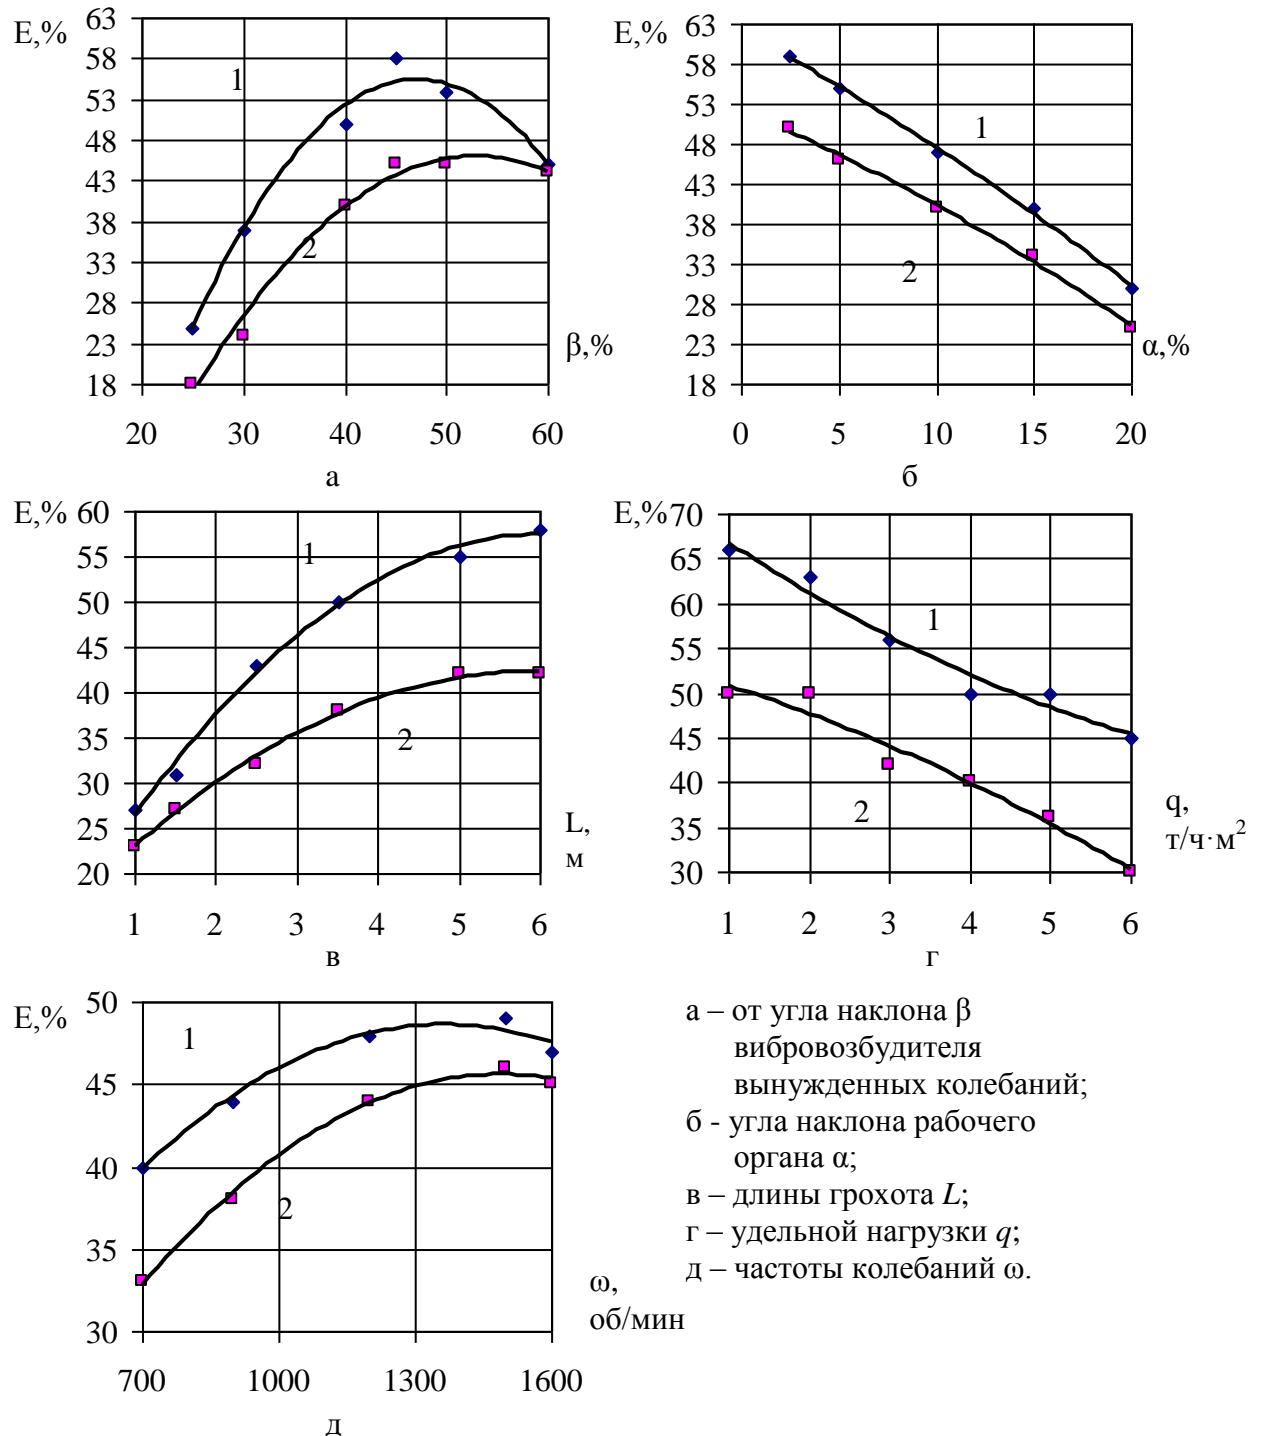 E,%
63
58
53
48
43
38
33
28
23
18
1
2
β,%
20 30 40 50 60
а
E,%
63
58
53
48
43
38
33
28
23
18
1
2
α,%
0 5 10 15 20
б
E,% 60
55
50
45
40
35
30
25
20
1
2
L,
м
1 2 3 4 5 6
в
E,% 70
65
60
55
50
45
40
35
30
1
2
q,
т/ч·м²
1 2 3 4 5 6
г
E,%
50
45
40
35
30
1
2
ω,
об/мин
700 1000 1300 1600
д
а – от угла наклона β
вибровозбудителя
вынужденных колебаний;
б - угла наклона рабочего
органа α;
в – длины грохота L;
г – удельной нагрузки q;
д – частоты колебаний ω.